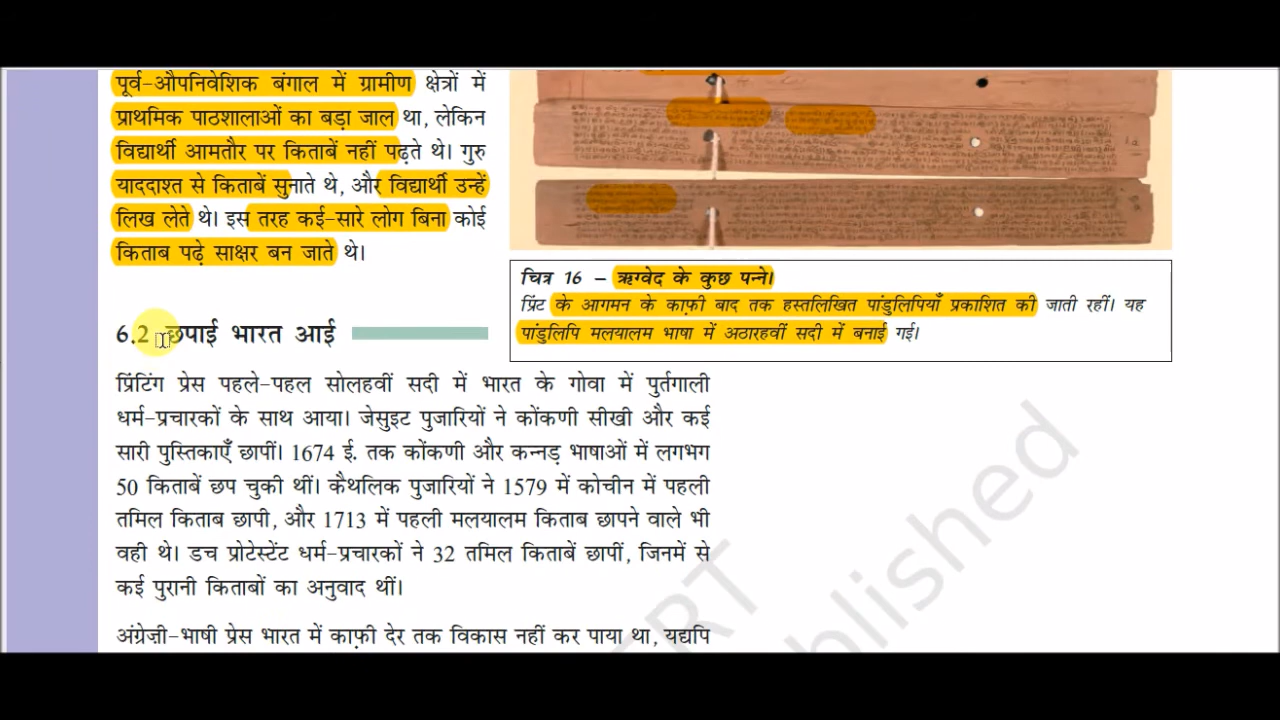 पूर्व-औपनिवेशिक बंगाल में ग्रामीण क्षेत्रों में
प्राथमिक पाठशालाओं का बड़ा जाल था, लेकिन
विद्यार्थी आमतौर पर किताबें नहीं पढ़ते थे। गुरु
याददाश्त से किताबें सुनाते थे, और विद्यार्थी उन्हें
लिख लेते थे। इस तरह कई-सारे लोग बिना कोई
किताब पढ़े साक्षर बन जाते थे।
चित्र 16 – ऋग्वेद के कुछ पन्ने।
प्रिंट के आगमन के काफ़ी बाद तक हस्तलिखित पांडुलिपियाँ प्रकाशित की जाती रहीं। यह
पांडुलिपि मलयालम भाषा में अठारहवीं सदी में बनाई गई।
6.2 छपाई भारत आई
प्रिंटिंग प्रेस पहले-पहल सोलहवीं सदी में भारत के गोवा में पुर्तगाली
धर्म-प्रचारकों के साथ आया। जेसुइट पुजारियों ने कोंकणी सीखी और कई
सारी पुस्तिकाएँ छापीं। 1674 ई. तक कोंकणी और कन्नड़ भाषाओं में लगभग
50 किताबें छप चुकी थीं। कैथलिक पुजारियों ने 1579 में कोचीन में पहली
तमिल किताब छापी, और 1713 में पहली मलयालम किताब छापने वाले भी
वही थे। डच प्रोटेस्टेंट धर्म-प्रचारकों ने 32 तमिल किताबें छापीं, जिनमें से
कई पुरानी किताबों का अनुवाद थीं।
अंग्रेज़ी-भाषी प्रेस भारत में काफ़ी देर तक विकास नहीं कर पाया था, यद्यपि